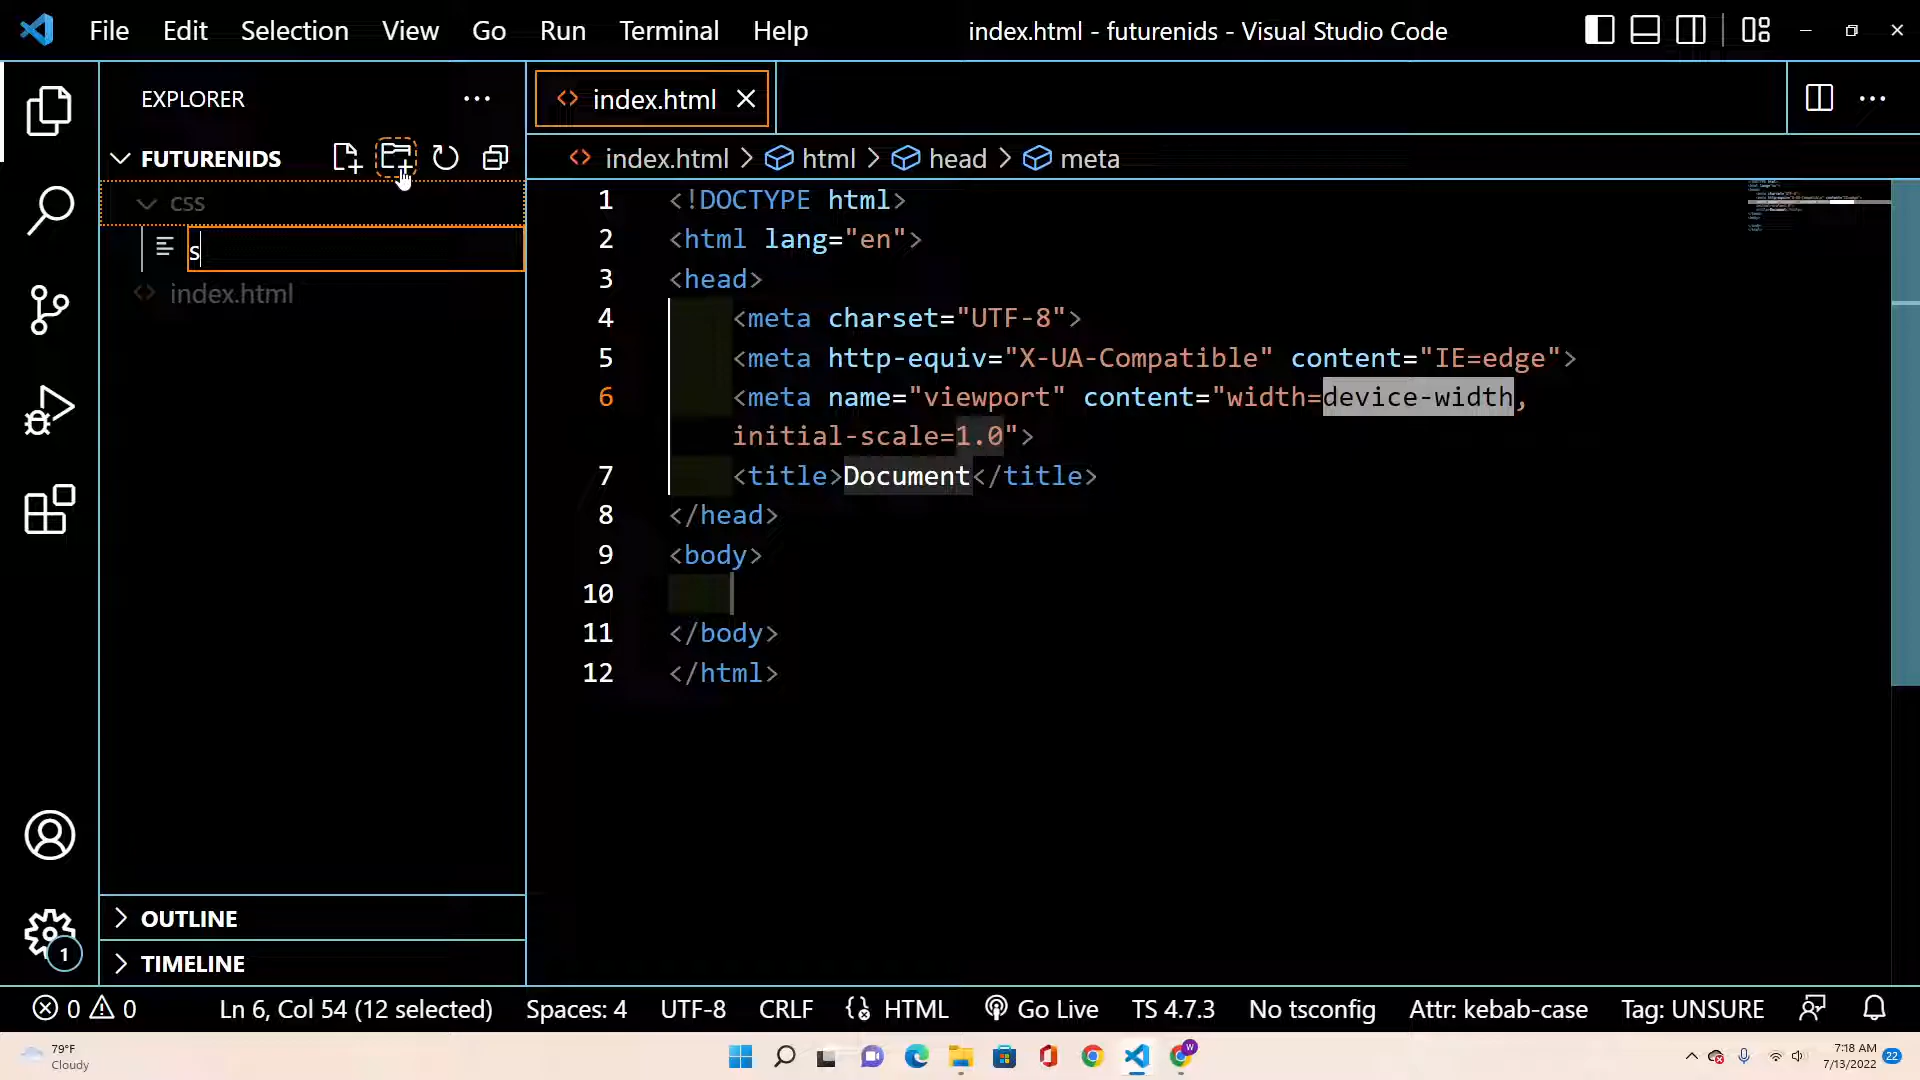 File Edit Selection View Go Run Terminal Help index.html - futurenids - Visual Studio Code
EXPLORER
index.html
FUTURENIDS
index.html > html > head > meta
css
s
index.html
1 <!DOCTYPE html>
2 <html lang="en">
3 <head>
4 <meta charset="UTF-8">
5 <meta http-equiv="X-UA-Compatible" content="IE=edge">
6 <meta name="viewport" content="width=device-width,
initial-scale=1.0">
7 <title>Document</title>
8 </head>
9 <body>
10
11 </body>
12 </html>
OUTLINE
TIMELINE
1
0 0 Ln 6, Col 54 (12 selected) Spaces: 4 UTF-8 CRLF HTML Go Live TS 4.7.3 No tsconfig Attr: kebab-case Tag: UNSURE
79°F
Cloudy
W
7:18 AM
7/13/2022
22